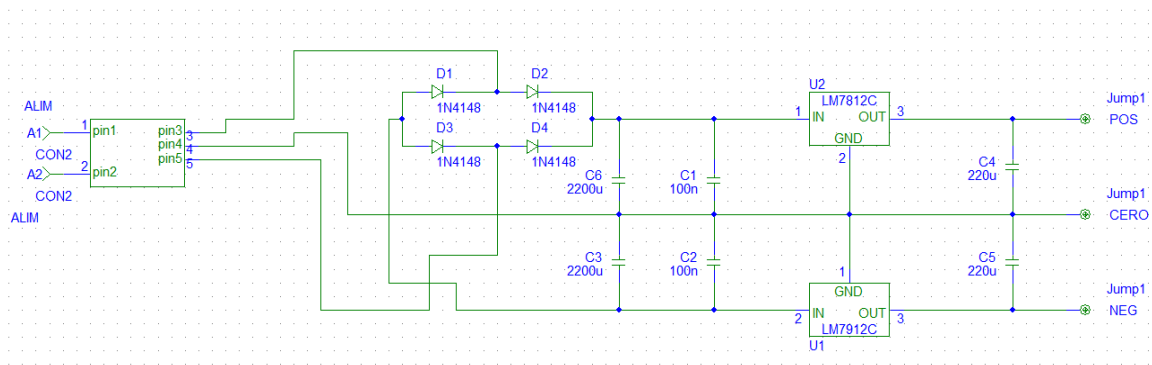 ALIM
A1
1
pin1
CON2
A2
2
pin2
CON2
ALIM
pin3
3
pin4
4
pin5
5
D1
1N4148
D2
1N4148
D3
1N4148
D4
1N4148
C6
2200u
C1
100n
C3
2200u
C2
100n
U2
LM7812C
1
IN
OUT
3
GND
2
C4
220u
C5
220u
1
GND
2
IN
OUT
3
LM7912C
U1
Jump1
POS
Jump1
CERO
Jump1
NEG